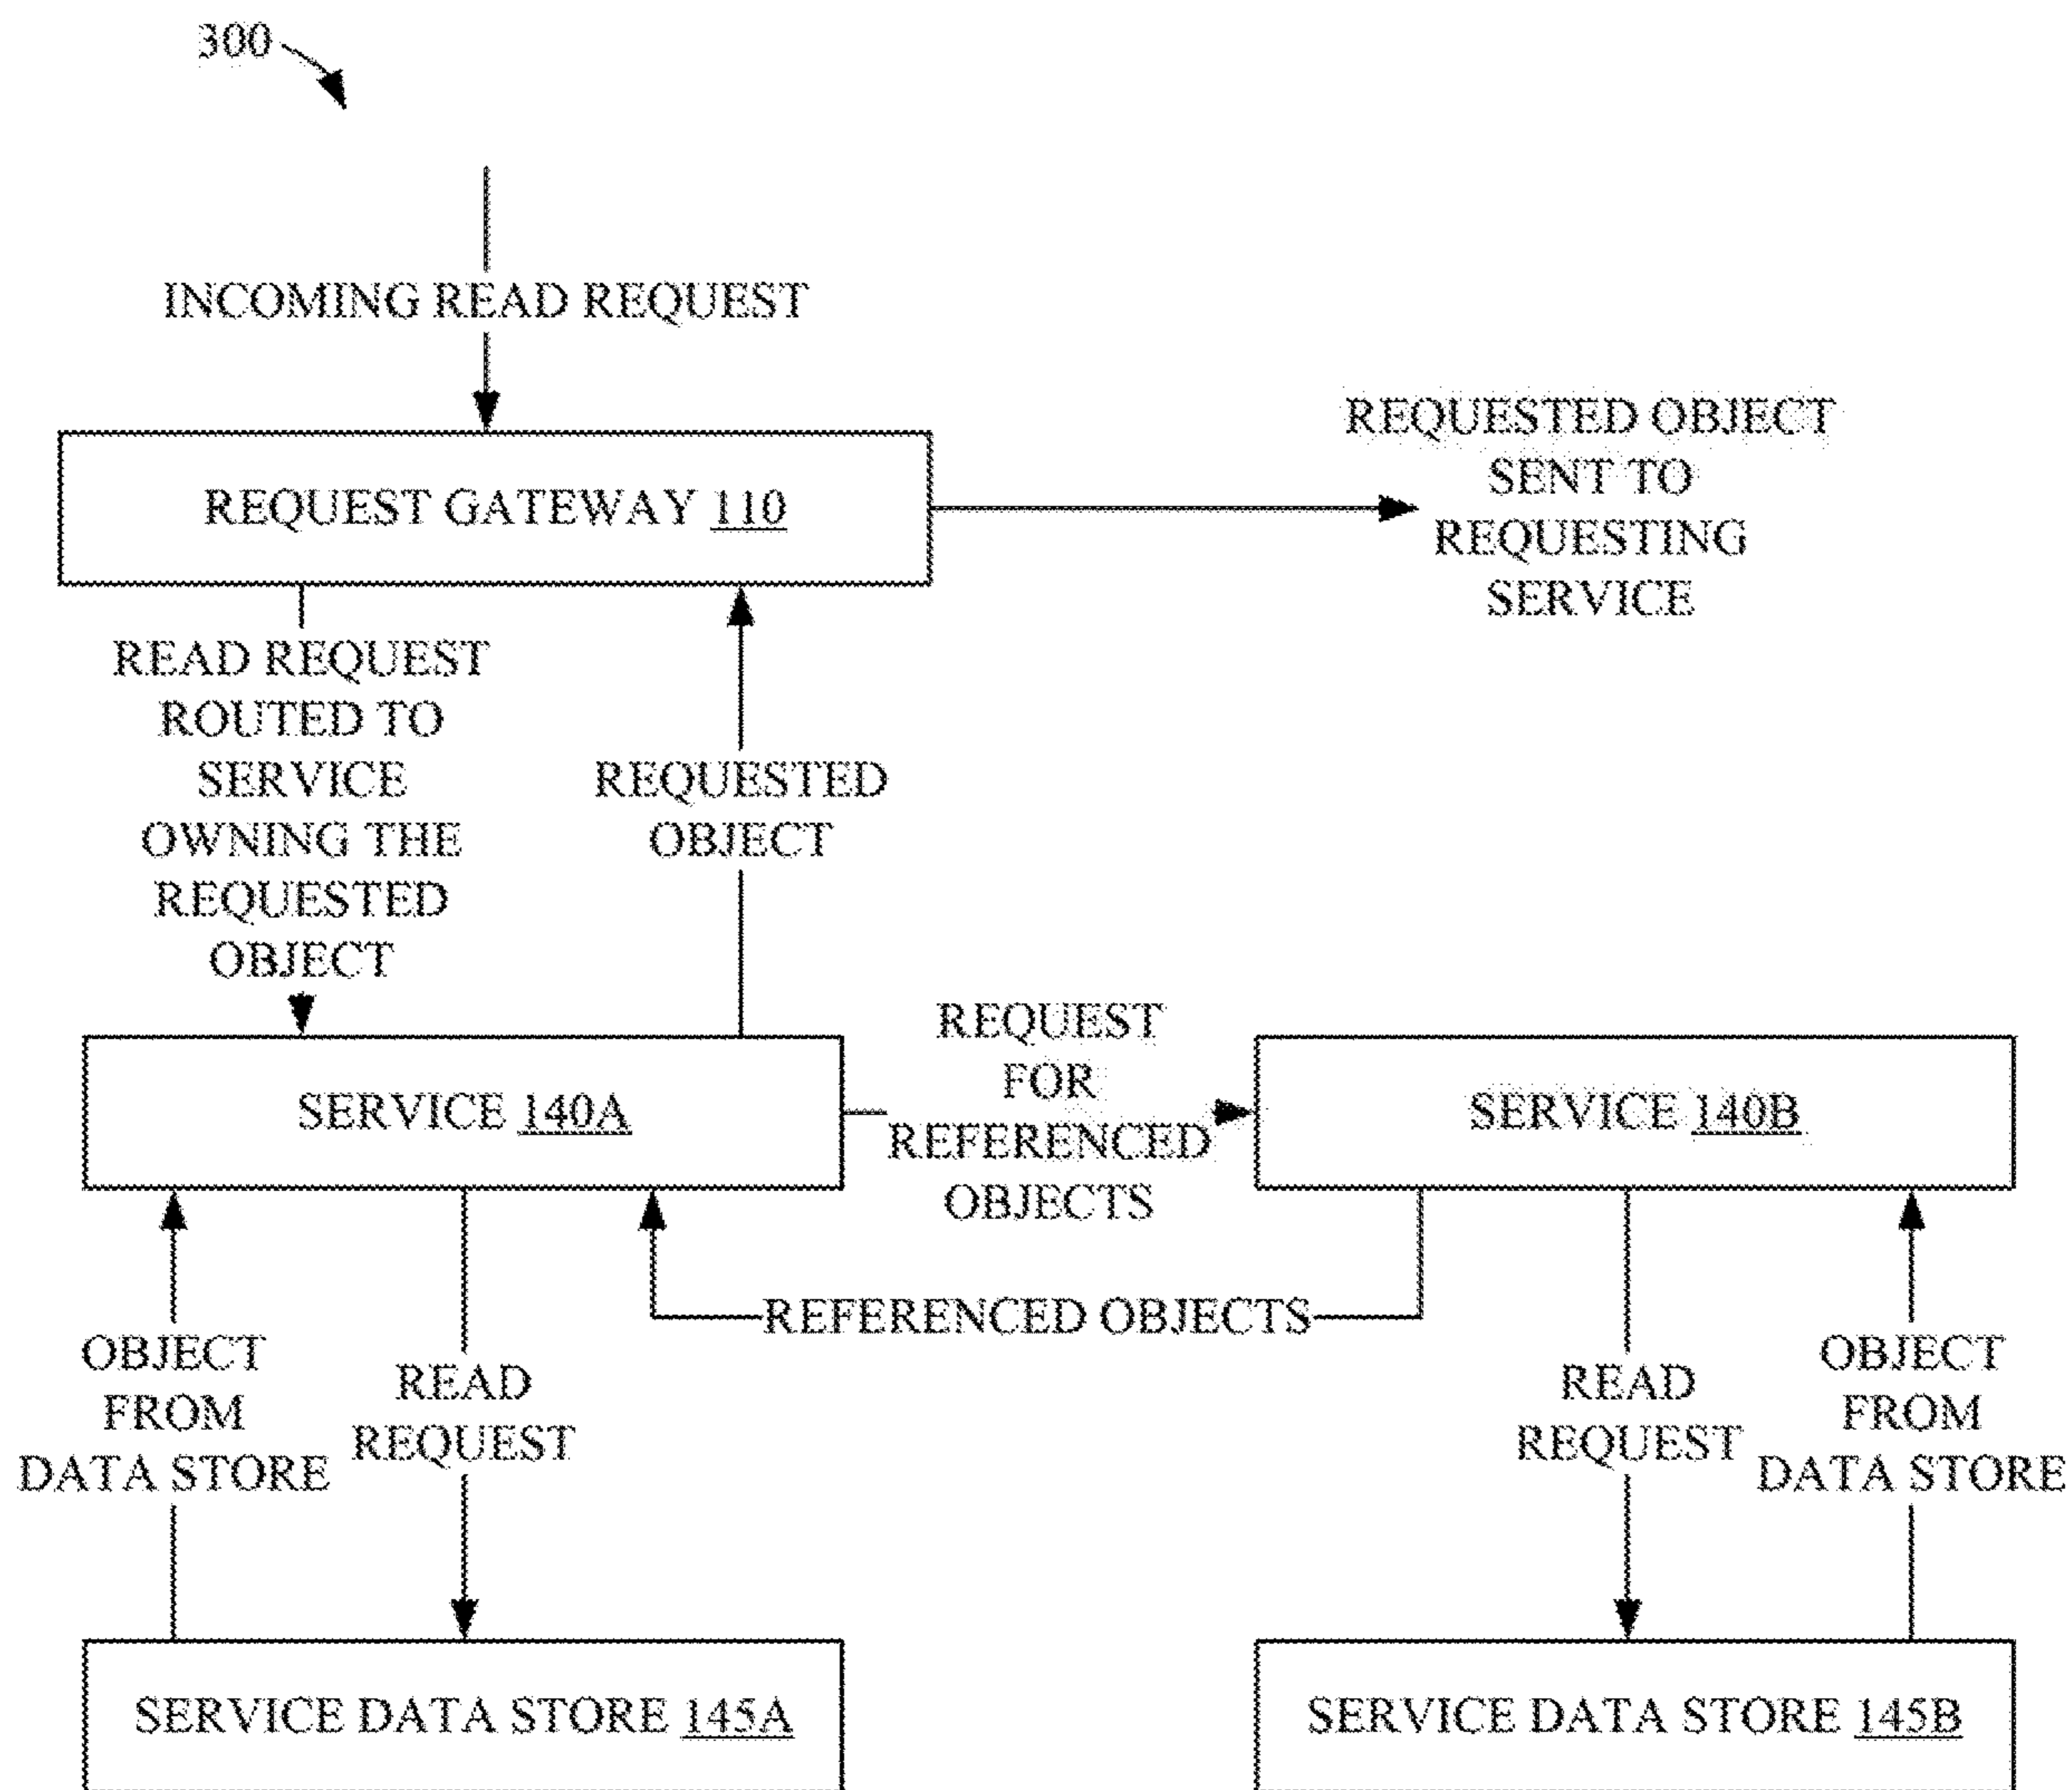 300
INCOMING READ REQUEST
REQUEST GATEWAY 110
REQUESTED OBJECT
SENT TO
REQUESTING
SERVICE
READ REQUEST
ROUTED TO
SERVICE
OWNING THE
REQUESTED
OBJECT
REQUESTED
OBJECT
SERVICE 140A
REQUEST
FOR
REFERENCED
OBJECTS
SERVICE 140B
REFERENCED OBJECTS
OBJECT
FROM
DATA STORE
READ
REQUEST
READ
REQUEST
OBJECT
FROM
DATA STORE
SERVICE DATA STORE 145A
SERVICE DATA STORE 145B